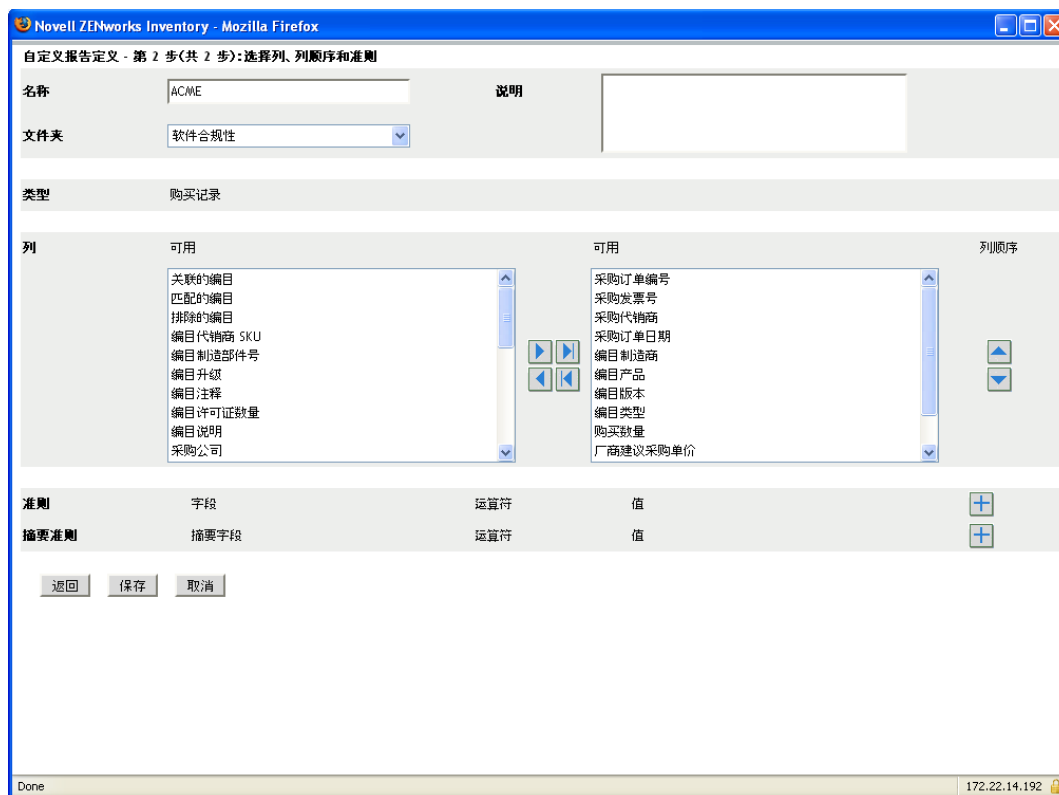 Novell ZENworks Inventory - Mozilla Firefox
自定义报告定义 - 第 2 步(共 2 步):选择列、列顺序和准则
名称 ACME 说明
文件夹 软件合规性
类型 购买记录
列 可用 可用 列顺序
关联的编目
匹配的编目
排除的编目
编目代销商 SKU
编目制造部件号
编目升级
编目注释
编目许可证数量
编目说明
采购公司
采购订单编号
采购发票号
采购代销商
采购订单日期
编目制造商
编目产品
编目版本
编目类型
购买数量
厂商建议采购单价
准则 字段 运算符 值
摘要准则 摘要字段 运算符 值
返回 保存 取消
Done 172.22.14.192